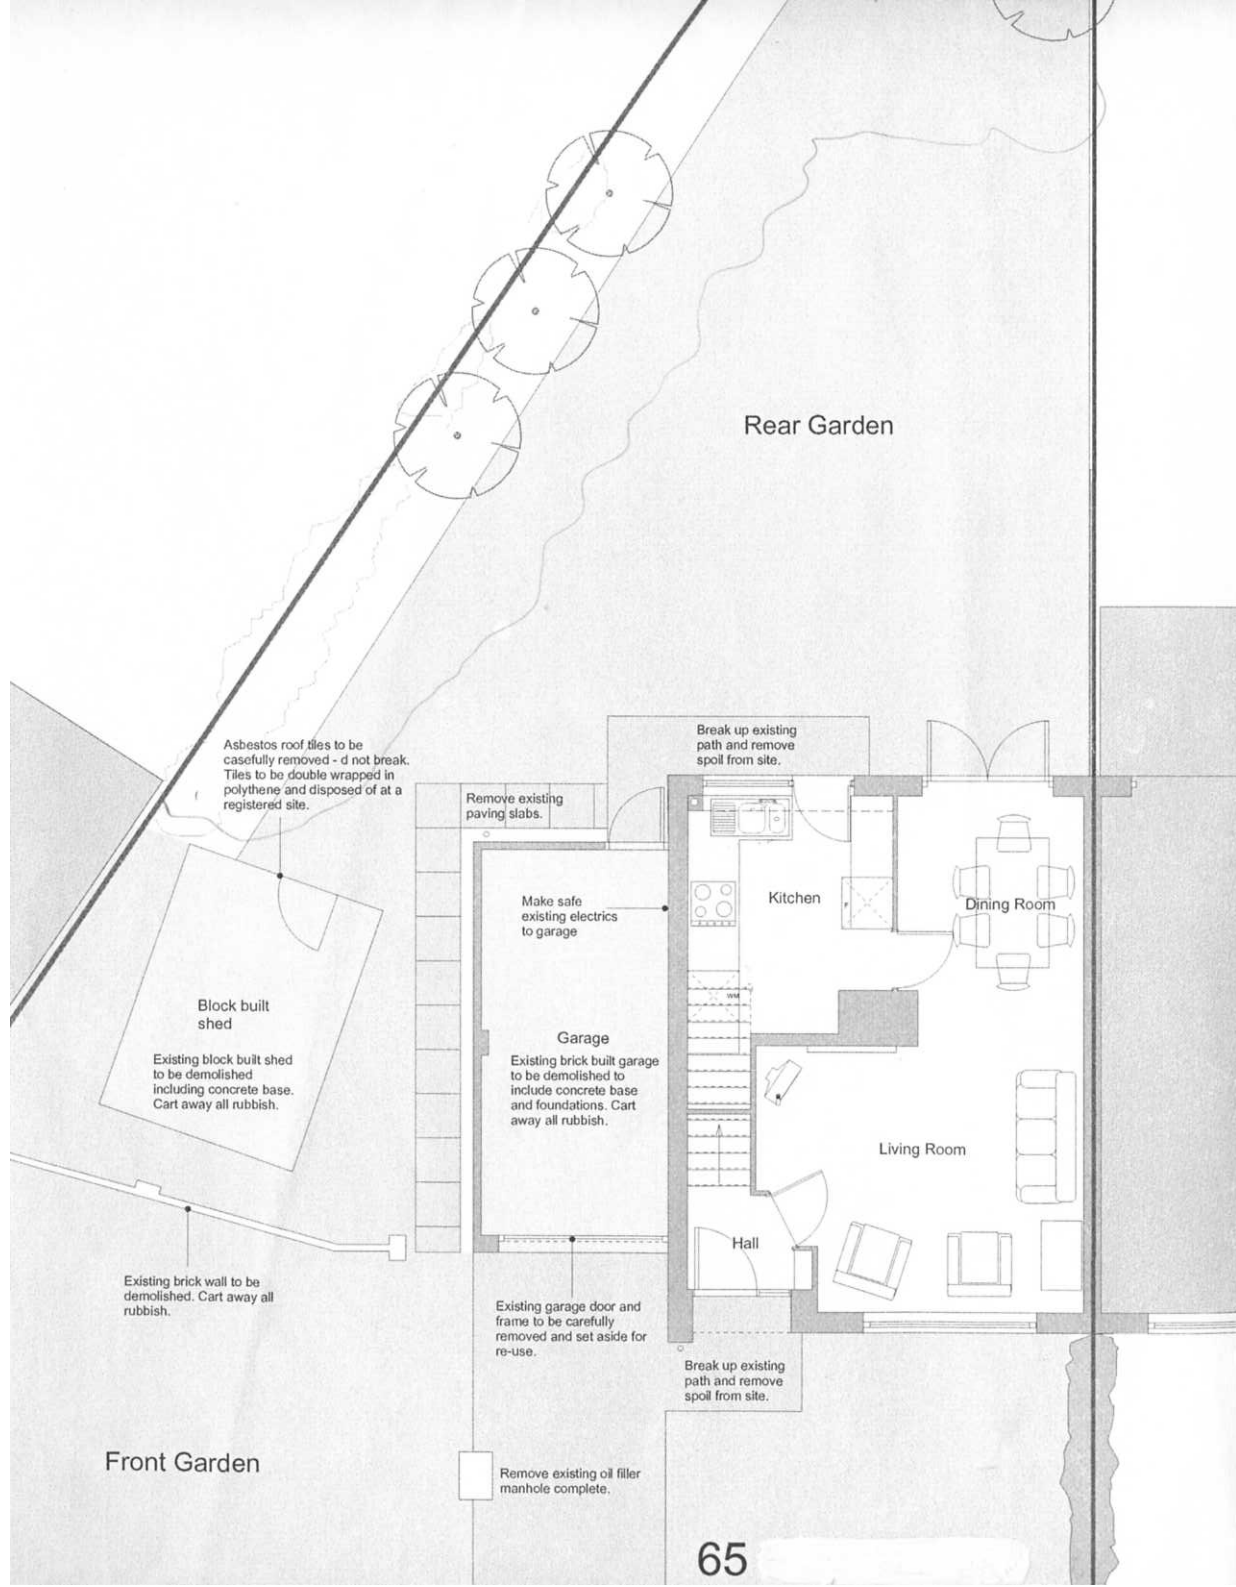 Rear Garden
Break up existing
path and remove
spoil from site.
Asbestos roof tiles to be
casefully removed - d not break.
Tiles to be double wrapped in
polythene and disposed of at a
registered site.
Remove existing
paving slabs.
Make safe
existing electrics
to garage
Kitchen
F
Dining Room
WM
Block built
shed
Existing block built shed
to be demolished
including concrete base.
Cart away all rubbish.
Garage
Existing brick built garage
to be demolished to
include concrete base
and foundations. Cart
away all rubbish.
Living Room
Hall
Existing brick wall to be
demolished. Cart away all
rubbish.
Existing garage door and
frame to be carefully
removed and set aside for
re-use.
Break up existing
path and remove
spoil from site.
Front Garden
Remove existing oil filler
manhole complete.
65